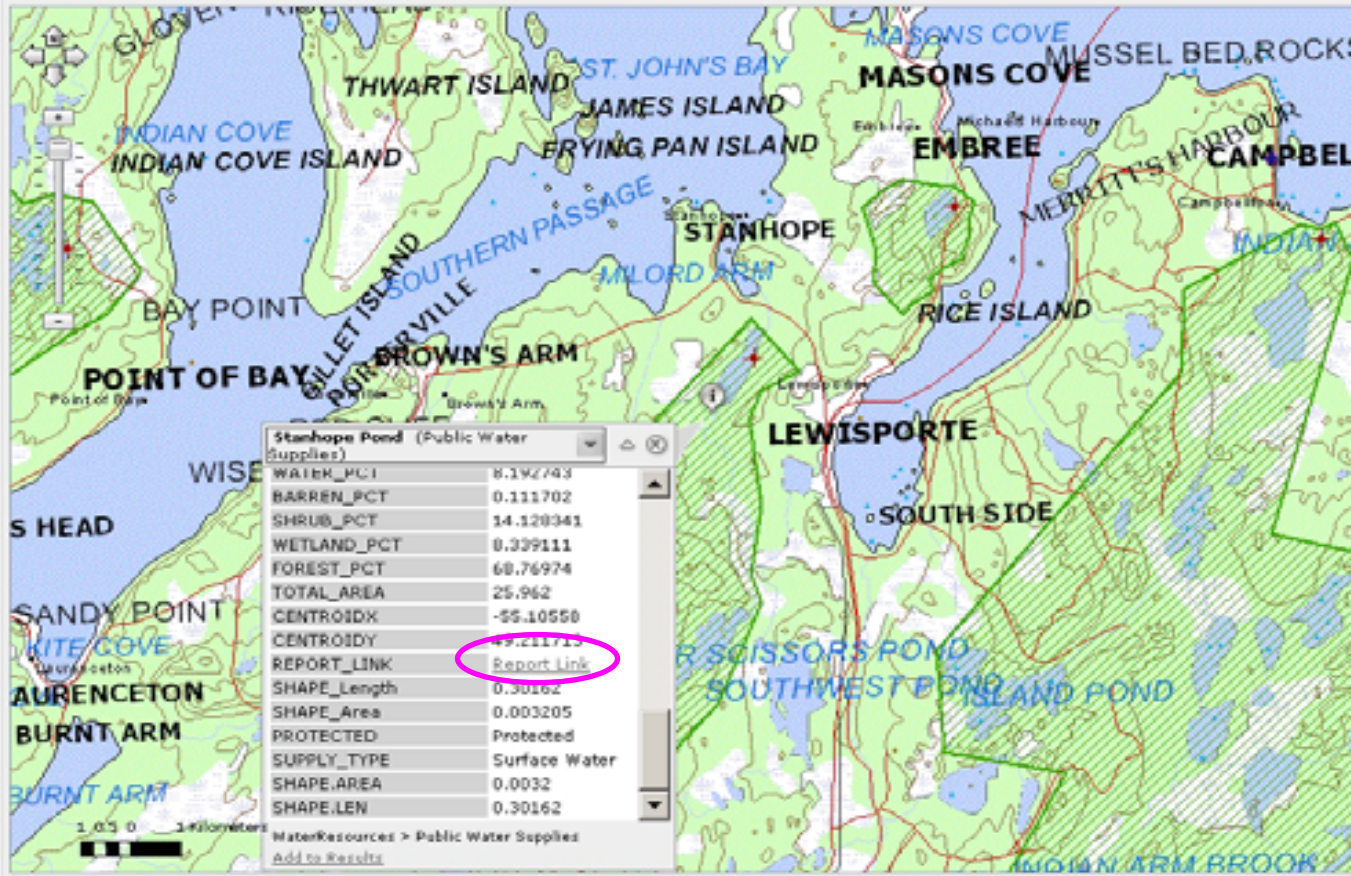 GLOVER
MASONS COVE
MUSSEL BED ROCKS
MASONS COVE
ST. JOHN'S BAY
THWART ISLAND
JAMES ISLAND
Embree
Michael's Harbour
INDIAN COVE
INDIAN COVE ISLAND
FRYING PAN ISLAND
EMBREE
MERRITT'S HARBOUR
CAMPBEL
SOUTHERN PASSAGE
Stanhope
STANHOPE
Campbellton
INDIAN
MILORD ARM
BAY POINT
RICE ISLAND
BROWN'S ARM
POINT OF BAY
Point of Bay
Brown's Arm
Lewisporte
LEWISPORTE
WISE
S HEAD
SOUTH SIDE
Stanhope Pond (Public Water
Supplies)
WATER_PCT 8.192743
BARREN_PCT 0.111702
SHRUB_PCT 14.128341
WETLAND_PCT 8.339111
FOREST_PCT 68.76974
TOTAL_AREA 25.962
CENTROIDX -55.10558
CENTROIDY 49.211715
REPORT_LINK Report Link
SHAPE_Length 0.30162
SHAPE_Area 0.003205
PROTECTED Protected
SUPPLY_TYPE Surface Water
SHAPE.AREA 0.0032
SHAPE.LEN 0.30162
WaterResources > Public Water Supplies
Add to Results
SANDY POINT
KITE COVE
Laurenceton
AURENCETON
BURNT ARM
BURNT ARM
R SCISSORS POND
SOUTHWEST POND
ISLAND POND
1 0.5 0 1 Kilometers
INDIAN ARM BROOK